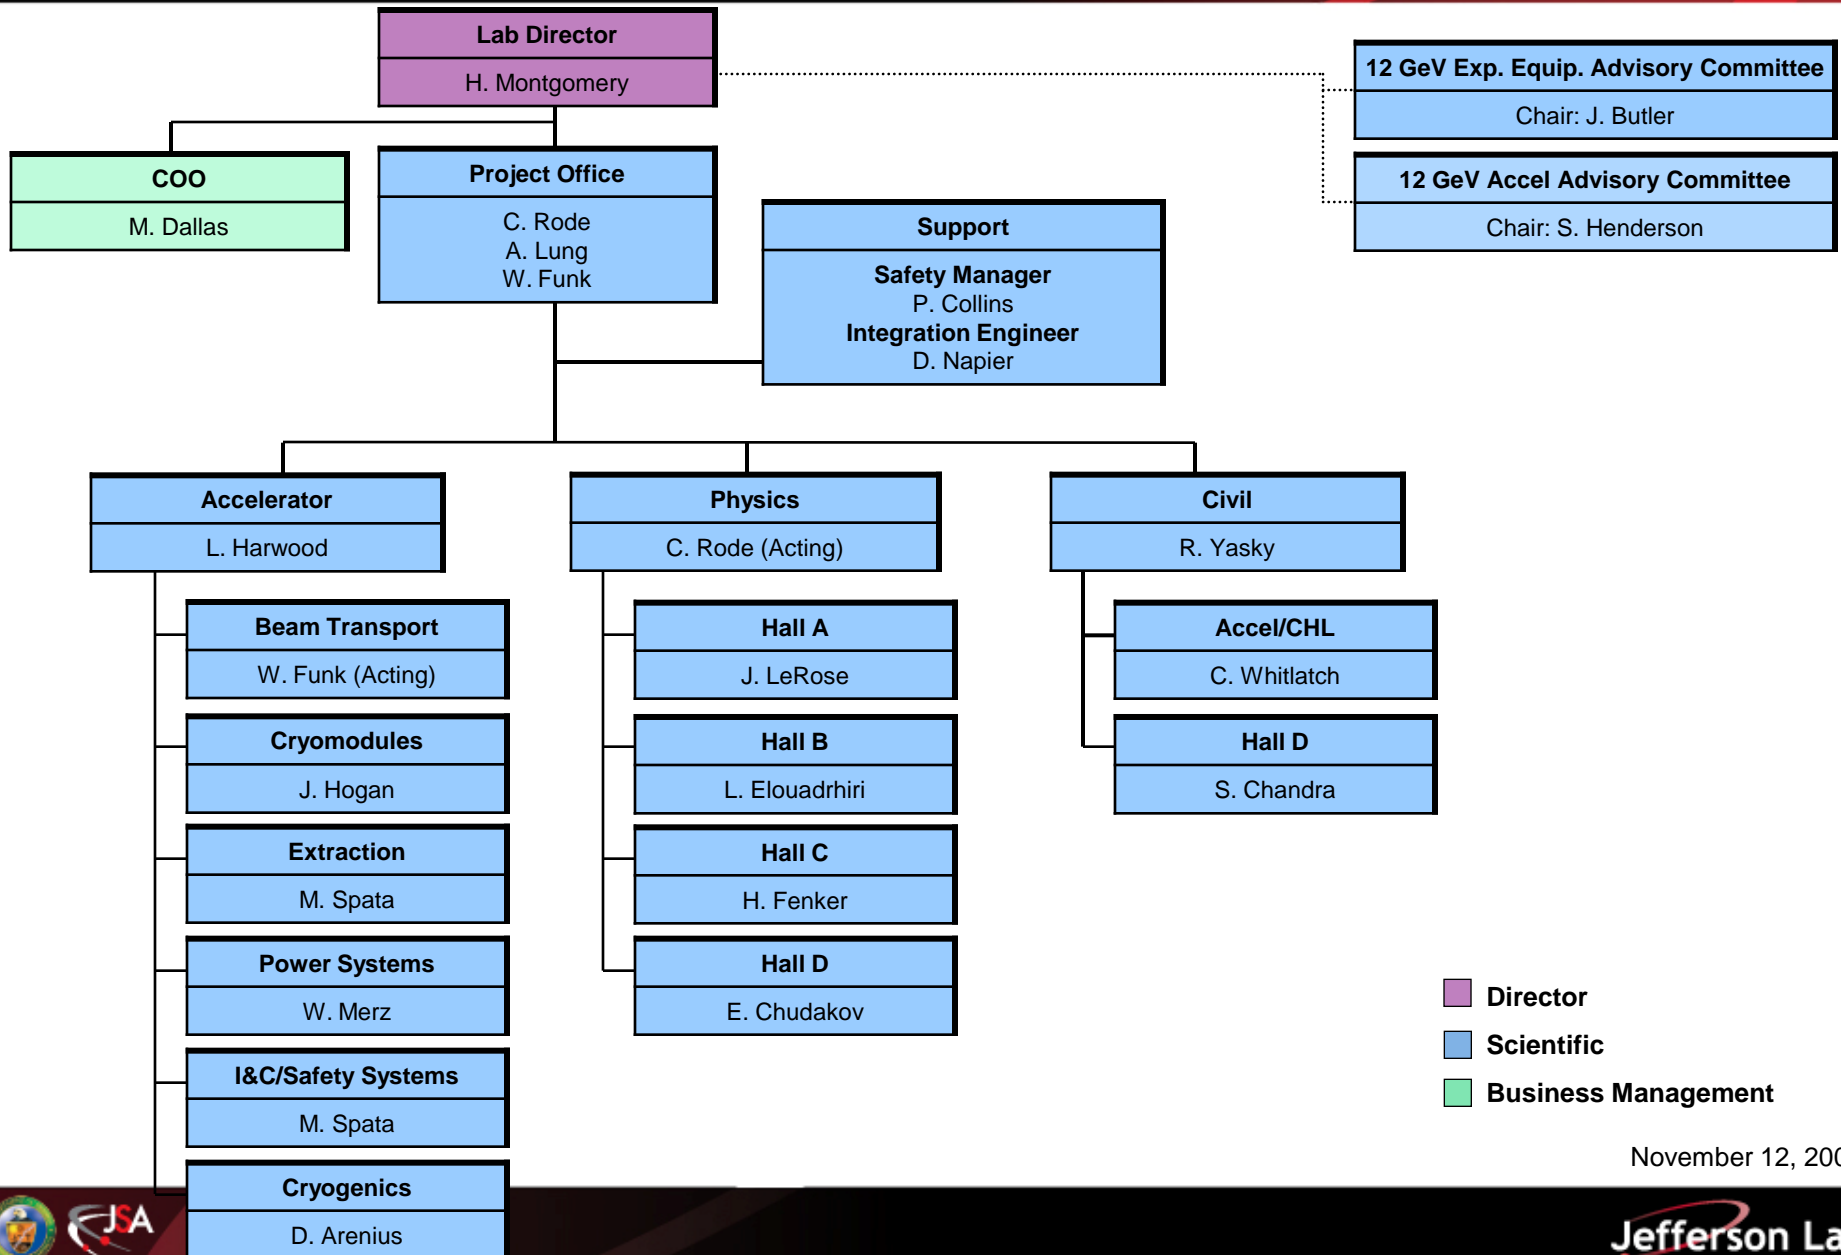 Lab Director
H. Montgomery
12 GeV Exp. Equip. Advisory Committee
Chair: J. Butler
12 GeV Accel Advisory Committee
Chair: S. Henderson
COO
M. Dallas
Project Office
C. Rode
A. Lung
W. Funk
Support
Safety Manager
P. Collins
Integration Engineer
D. Napier
Accelerator
L. Harwood
Beam Transport
W. Funk (Acting)
Cryomodules
J. Hogan
Extraction
M. Spata
Power Systems
W. Merz
I&C/Safety Systems
M. Spata
Cryogenics
D. Arenius
Physics
C. Rode (Acting)
Hall A
J. LeRose
Hall B
L. Elouadrhiri
Hall C
H. Fenker
Hall D
E. Chudakov
Civil
R. Yasky
Accel/CHL
C. Whitlatch
Hall D
S. Chandra
Director
Scientific
Business Management
November 12, 200
JSA
Jefferson La